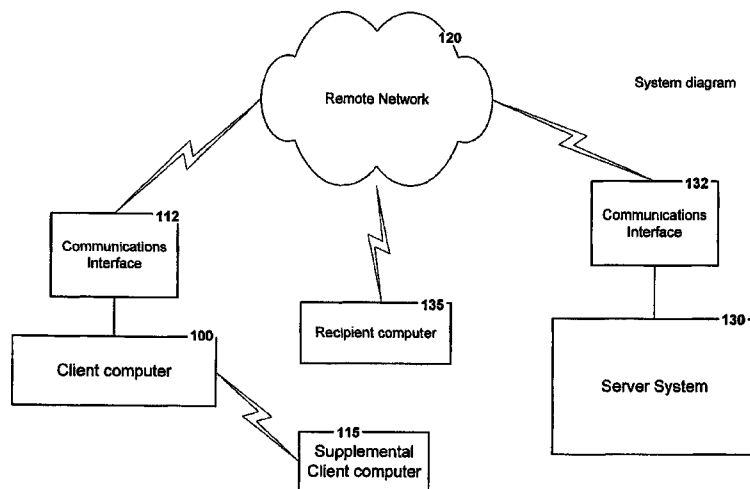 120
Remote Network
System diagram
112
Communications
Interface
132
Communications
Interface
135
Recipient computer
100
Client computer
130
Server System
115
Supplemental
Client computer